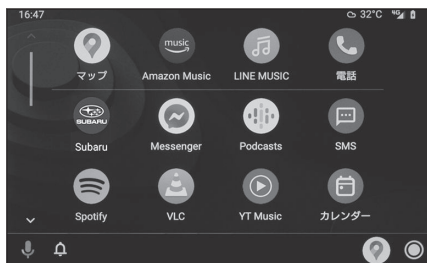 16:47
32°C 4G
music
マップ Amazon Music LINE MUSIC 電話
SUBARU
Subaru Messenger Podcasts SMS
Spotify VLC YT Music カレンダー